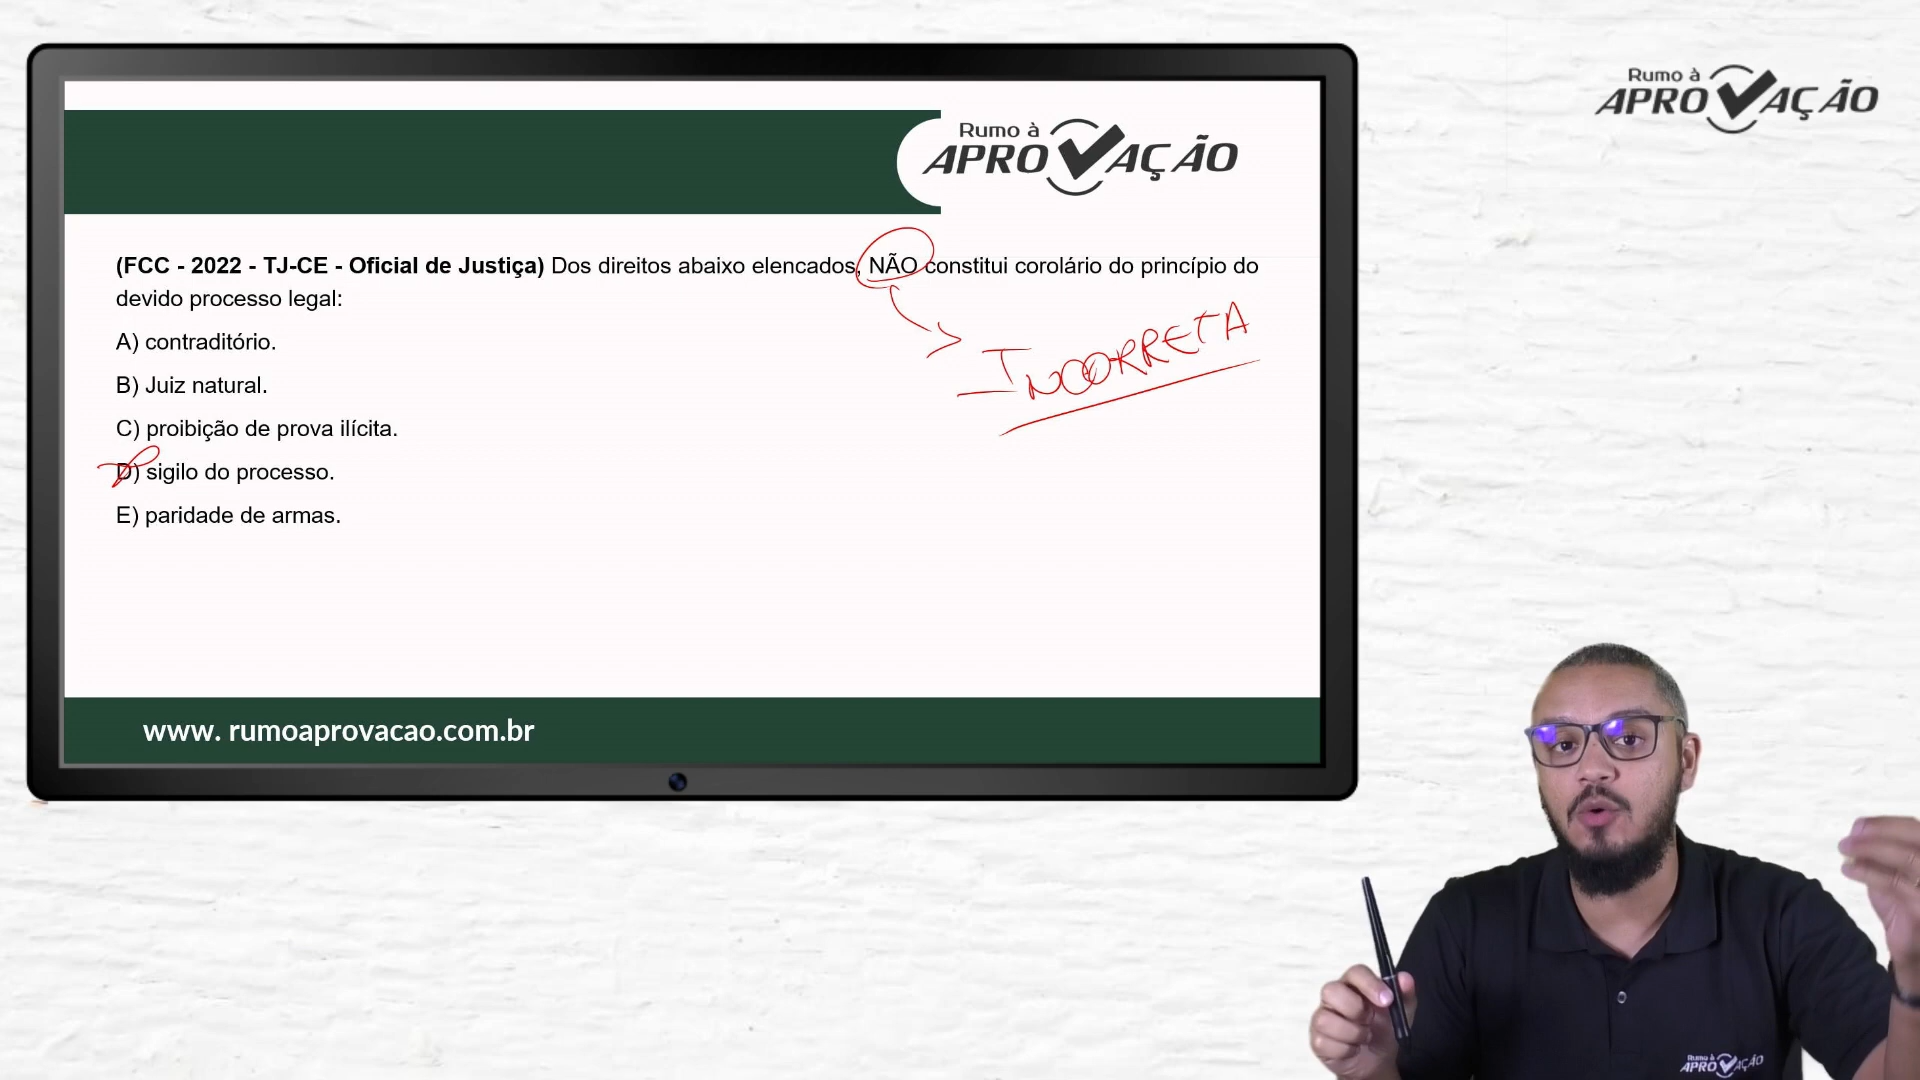 Rumo à
APROVAÇÃO
Rumo à
APROVAÇÃO
(FCC - 2022 - TJ-CE - Oficial de Justiça) Dos direitos abaixo elencados, NÃO constitui corolário do princípio do
devido processo legal:
INCORRETA
A) contraditório.
B) Juiz natural.
C) proibição de prova ilícita.
D) sigilo do processo.
E) paridade de armas.
www. rumoaprovacao.com.br
Rumo à
APROVAÇÃO